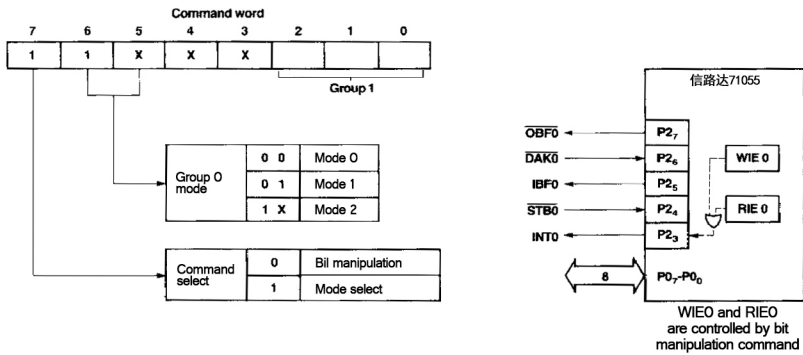 Command word
7 6 5 4 3 2 1 0
1 1 X X X
Group 1
Group 0
mode
0 0 Mode 0
0 1 Mode 1
1 X Mode 2
Command
select
0 Bil manipulation
1 Mode select
信路达71055
OBF0 P2₇
DAK0 P2₆ WIE 0
IBF0 P2₅
STB0 P2₄ RIE 0
INT0 P2₃
8 P0₇-P0₀
WIE0 and RIE0
are controlled by bit
manipulation command